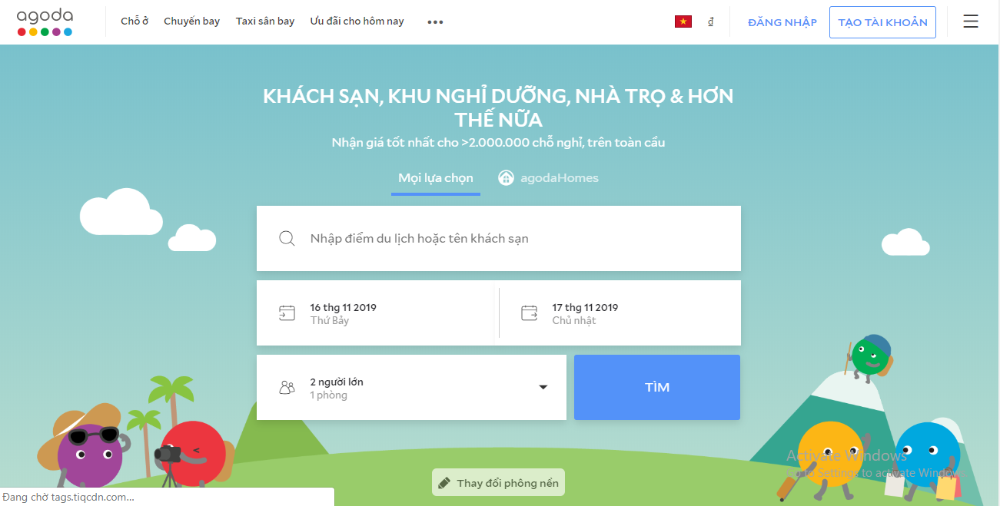 agoda
Chỗ ở Chuyến bay Taxi sân bay Ưu đãi cho hôm nay ••• ₫ ĐĂNG NHẬP TẠO TÀI KHOẢN
KHÁCH SẠN, KHU NGHỈ DƯỠNG, NHÀ TRỌ & HƠN
THẾ NỮA
Nhận giá tốt nhất cho >2.000.000 chỗ nghỉ, trên toàn cầu
Mọi lựa chọn agodaHomes
Nhập điểm du lịch hoặc tên khách sạn
16 thg 11 2019
Thứ Bảy
17 thg 11 2019
Chủ nhật
2 người lớn
1 phòng
TÌM
Activate Windows
Go to Settings to activate Window
Thay đổi phông nền
Đang chờ tags.tiqcdn.com...